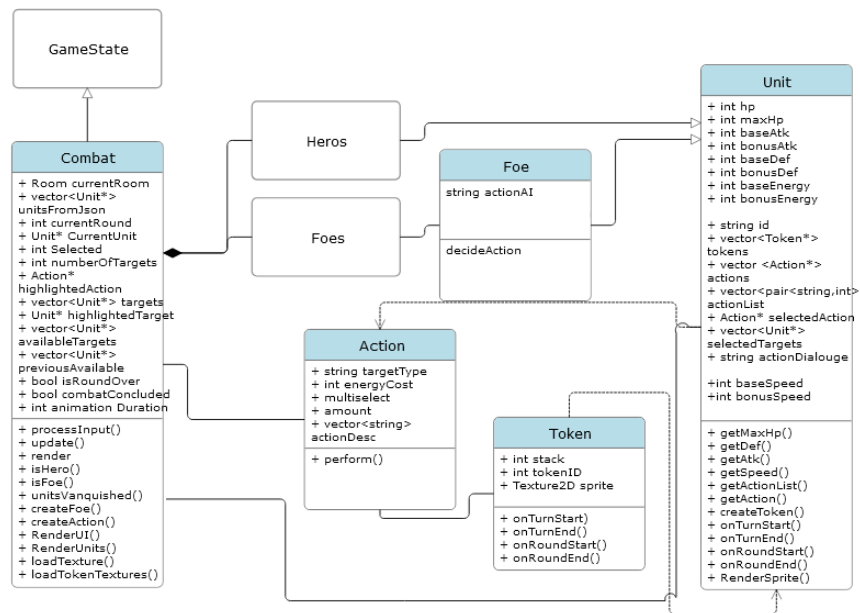 GameState
Combat
+ Room currentRoom
+ vector<Unit*>
unitsFromJson
+ int currentRound
+ Unit* CurrentUnit
+ int Selected
+ int numberOfTargets
+ Action*
highlightedAction
+ vector<Unit*> targets
+ Unit* highlightedTarget
+ vector<Unit*>
availableTargets
+ vector<Unit*>
previousAvailable
+ bool isRoundOver
+ bool combatConcluded
+ int animation Duration
+ processInput()
+ update()
+ render
+ isHero()
+ isFoe()
+ unitsVanquished()
+ createFoe()
+ createAction()
+ RenderUI()
+ RenderUnits()
+ loadTexture()
+ loadTokenTextures()
Heros
Foes
Foe
string actionAI
decideAction
Action
+ string targetType
+ int energyCost
+ multiselect
+ amount
+ vector<string>
actionDesc
+ perform()
Token
+ int stack
+ int tokenID
+ Texture2D sprite
+ onTurnStart)
+ onTurnEnd()
+ onRoundStart()
+ onRoundEnd()
Unit
+ int hp
+ int maxHp
+ int baseAtk
+ int bonusAtk
+ int baseDef
+ int bonusDef
+ int baseEnergy
+ int bonusEnergy
+ string id
+ vector<Token*>
tokens
+ vector <Action*>
actions
+ vector<pair<string,int>
actionList
+ Action* selectedAction
+ vector<Unit*>
selectedTargets
+ string actionDialouge
+int baseSpeed
+int bonusSpeed
+ getMaxHp()
+ getDef()
+ getAtk()
+ getSpeed()
+ getActionList()
+ getAction()
+ createToken()
+ onTurnStart()
+ onTurnEnd()
+ onRoundStart()
+ onRoundEnd()
+ RenderSprite()